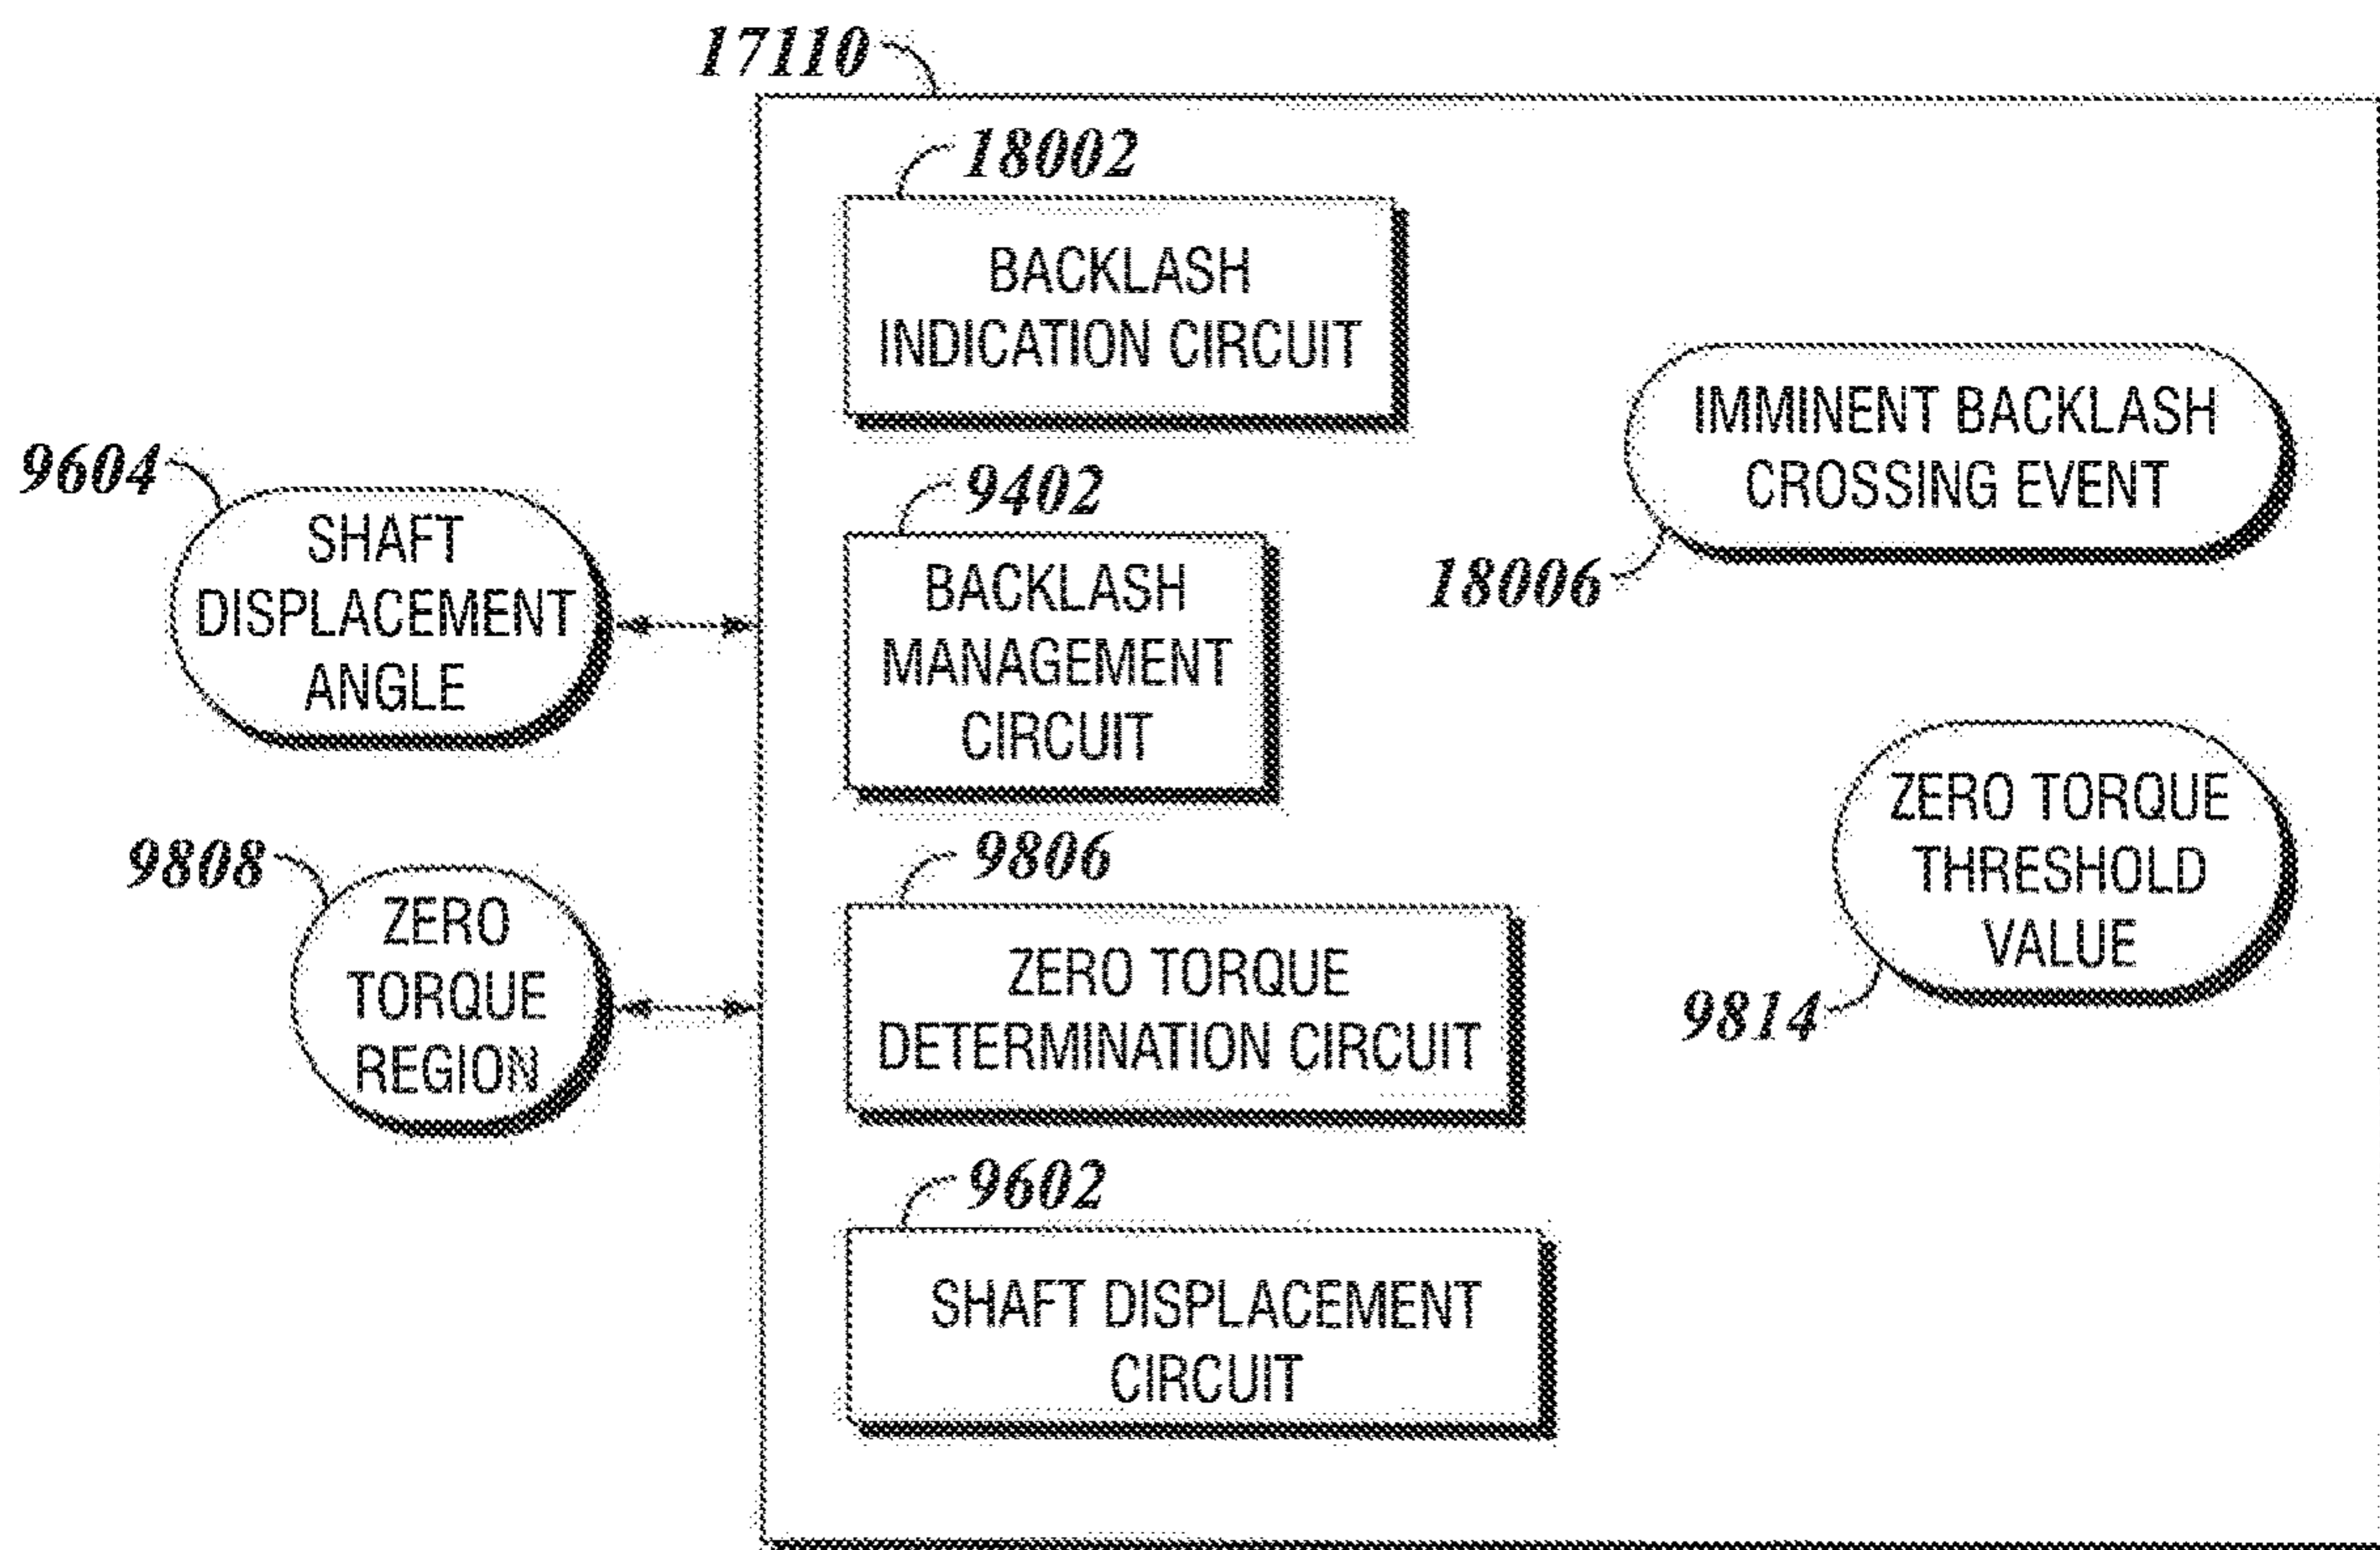 17110
18002
BACKLASH
INDICATION CIRCUIT
IMMINENT BACKLASH
CROSSING EVENT
18006
9604
SHAFT
DISPLACEMENT
ANGLE
9402
BACKLASH
MANAGEMENT
CIRCUIT
ZERO TORQUE
THRESHOLD
VALUE
9814
9808
ZERO
TORQUE
REGION
9806
ZERO TORQUE
DETERMINATION CIRCUIT
9602
SHAFT DISPLACEMENT
CIRCUIT